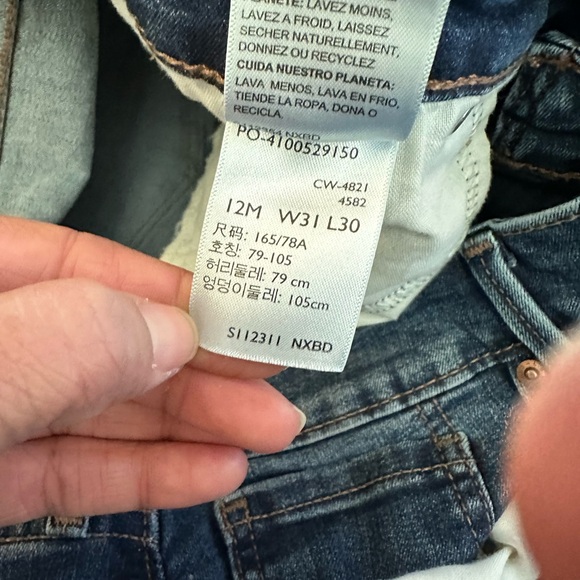 PLANÈTE: LAVEZ MOINS,
LAVEZ A FROID, LAISSEZ
SECHER NATURELLEMENT,
DONNEZ OU RECYCLEZ
CUIDA NUESTRO PLANETA:
LAVA MENOS, LAVA EN FRIO,
TIENDE LA ROPA, DONA O
RECICLA.
NXBD
PO-4100529150
CW-4821
4582
12M W31 L30
尺码: 165/78A
호칭: 79-105
허리둘레: 79 cm
엉덩이둘레: 105cm
S112311 NXBD